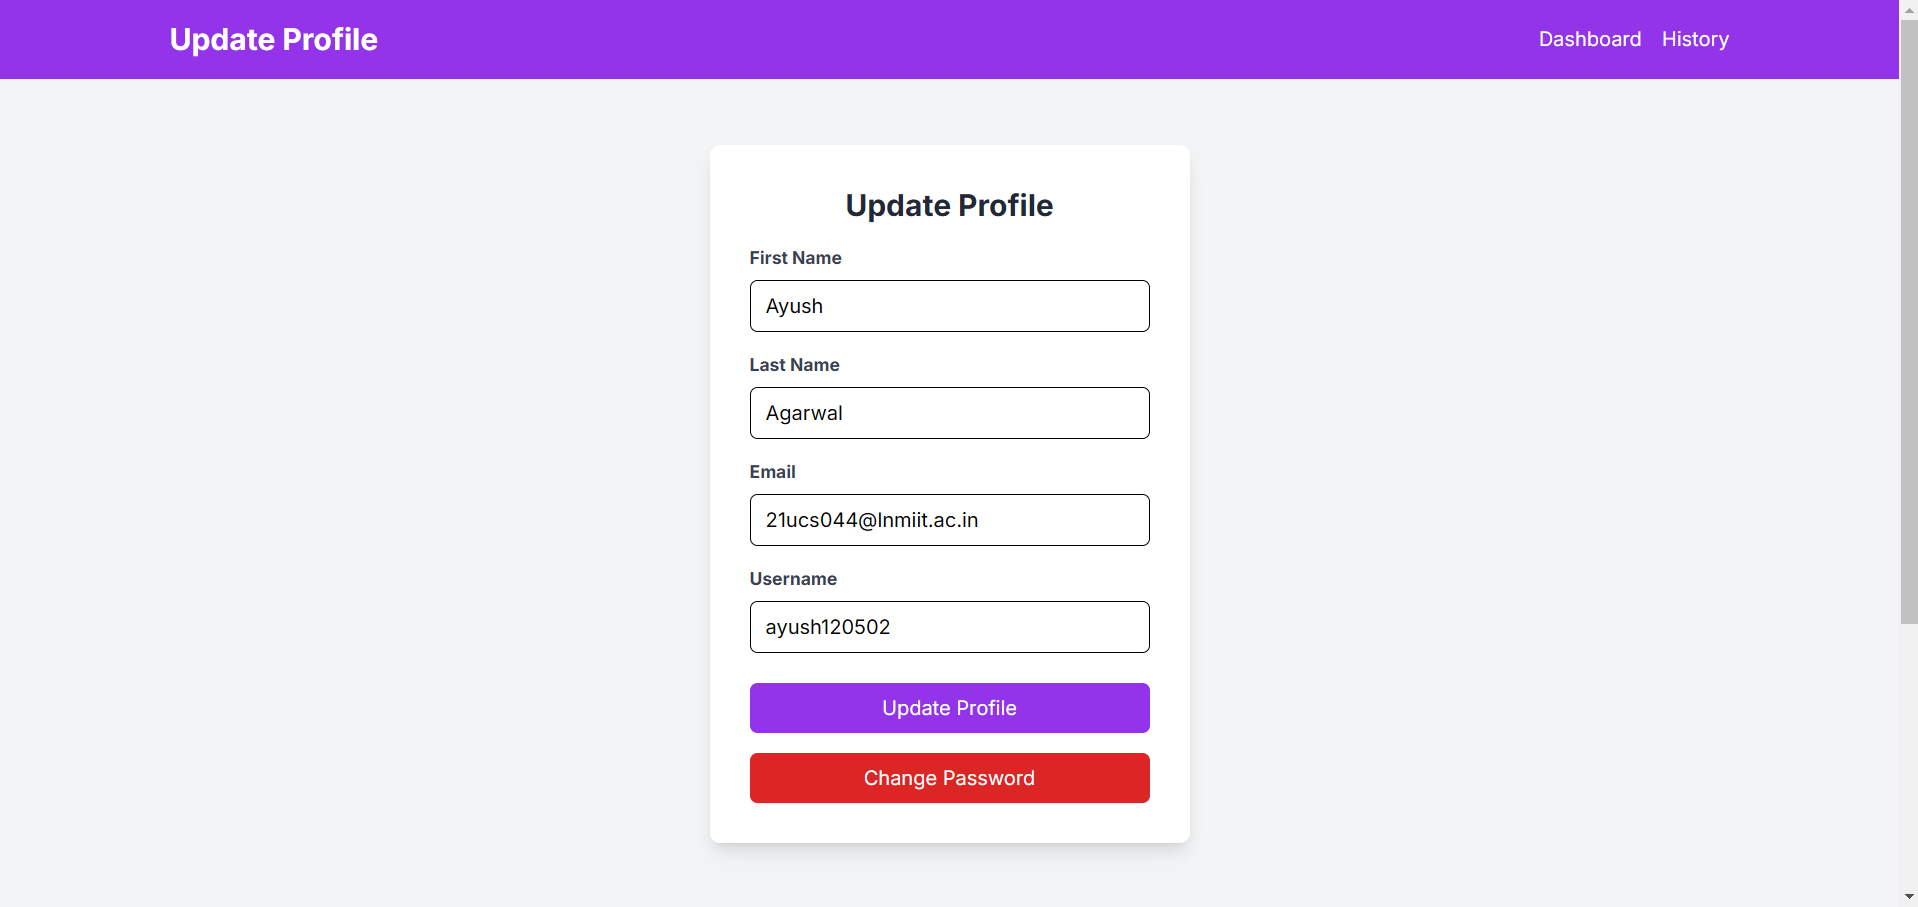 Update Profile
Dashboard History
Update Profile
First Name
Ayush
Last Name
Agarwal
Email
21ucs044@lnmiit.ac.in
Username
ayush120502
Update Profile
Change Password